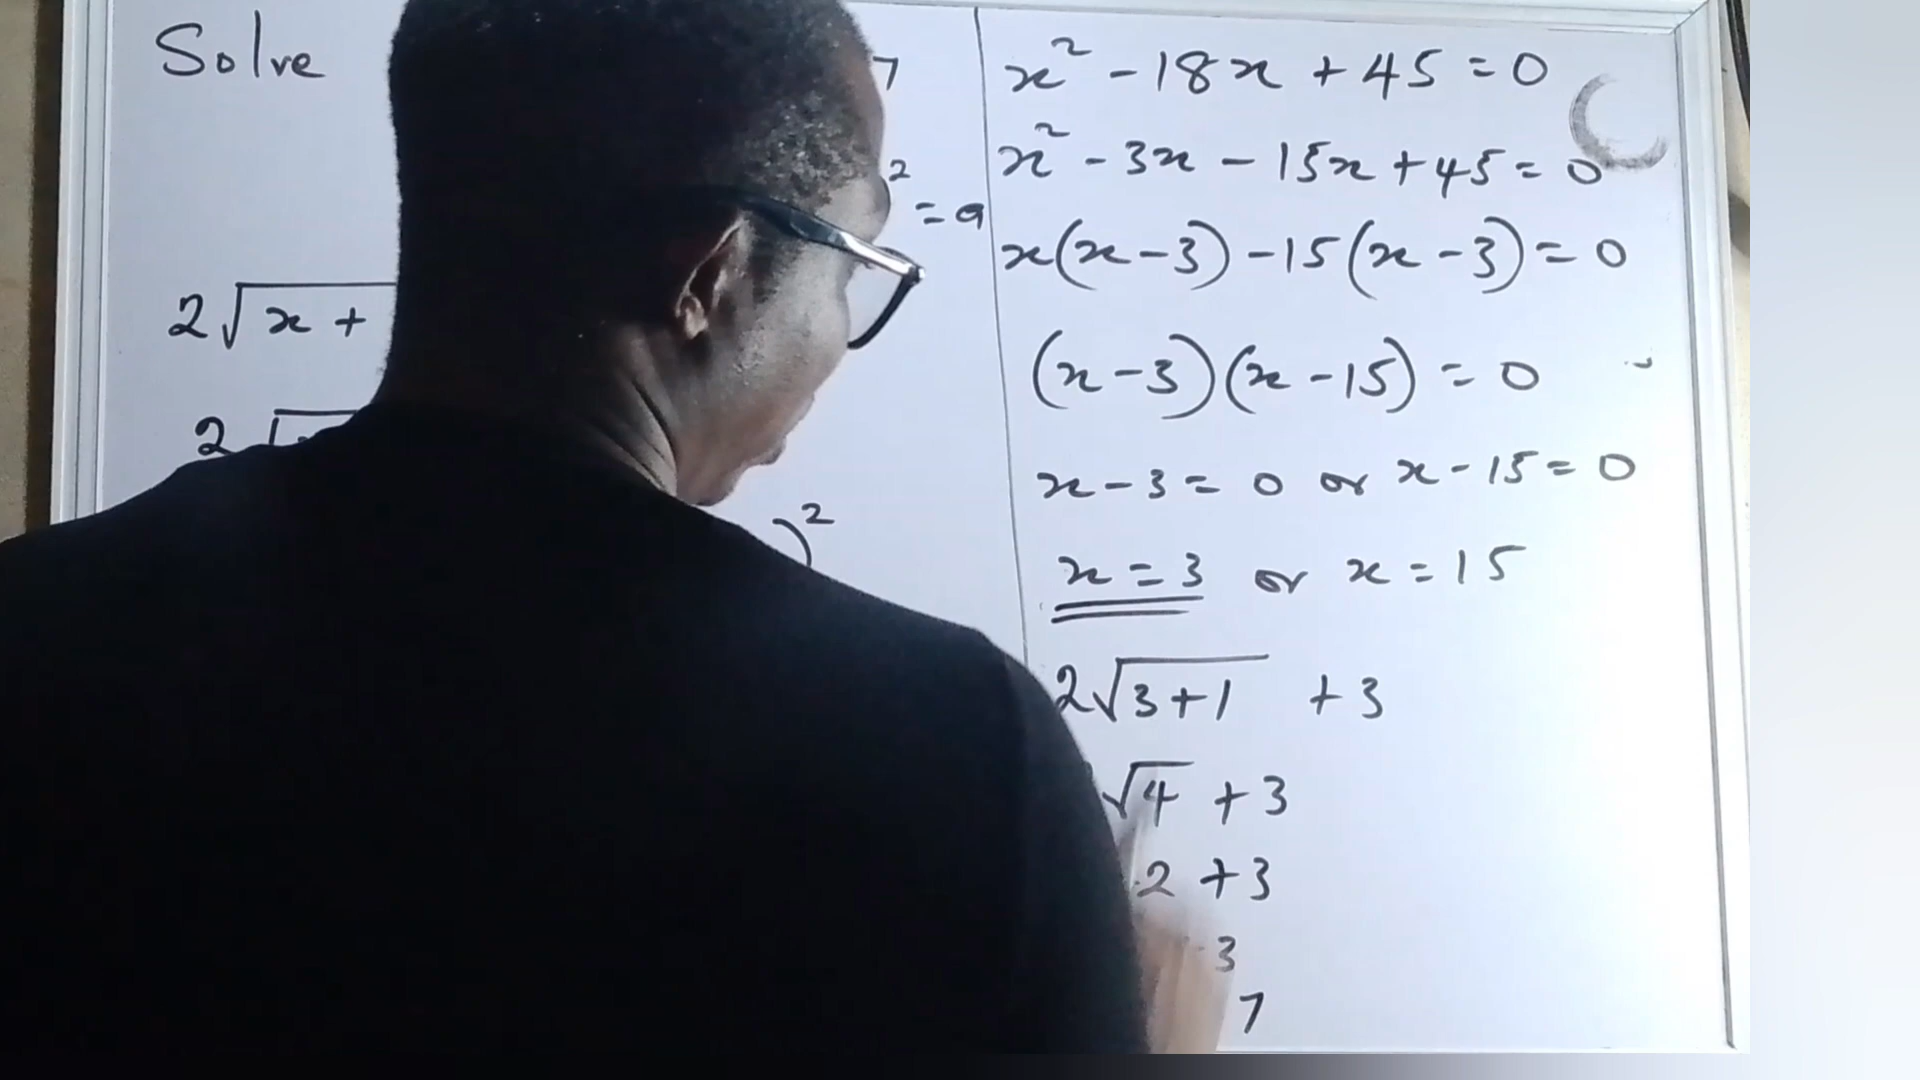 Solve
7
² = a
2√x +
2√
)²
x² - 18x + 45 = 0
x² - 3x - 15x + 45 = 0
x(x - 3) - 15(x - 3) = 0
(x - 3)(x - 15) = 0
x - 3 = 0 or x - 15 = 0
x = 3 or x = 15
2√3+1 + 3
√4 + 3
2 + 3
3
7